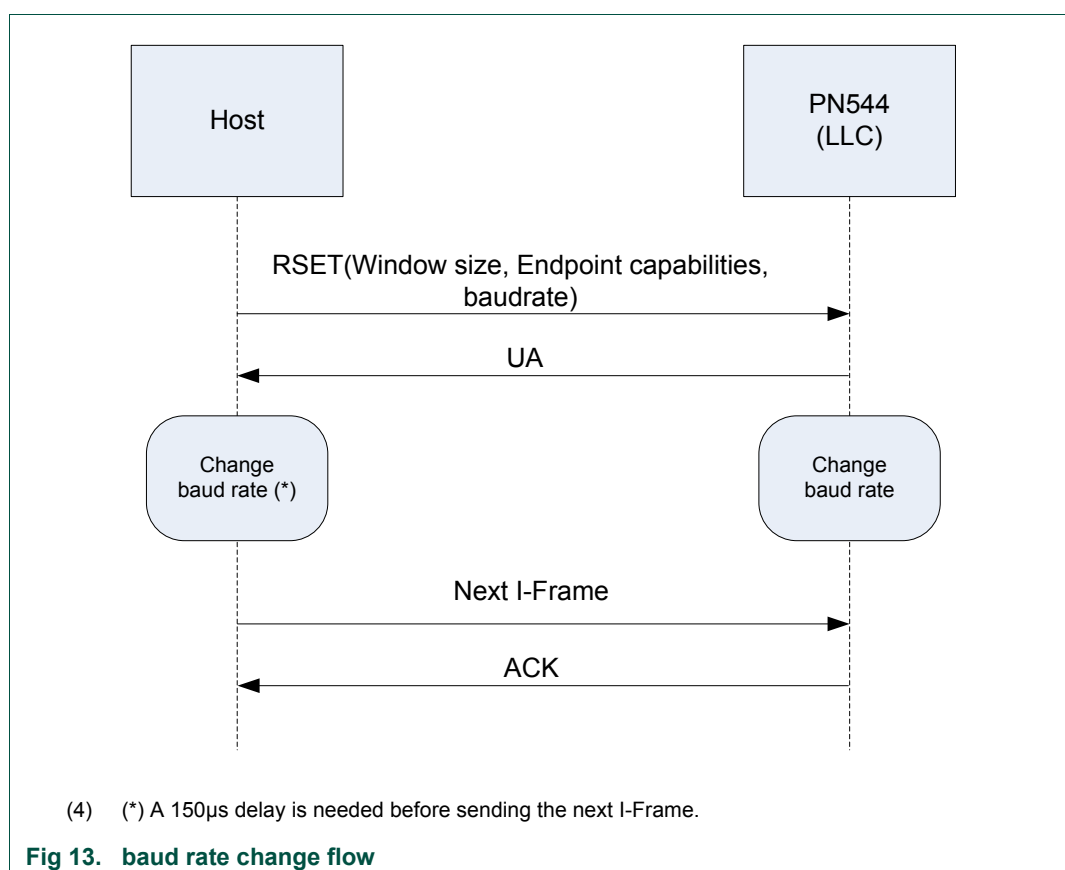 Host
PN544
(LLC)
RSET(Window size, Endpoint capabilities,
baudrate)
UA
Change
baud rate (*)
Change
baud rate
Next I-Frame
ACK
(4) (*) A 150µs delay is needed before sending the next I-Frame.
Fig 13. baud rate change flow